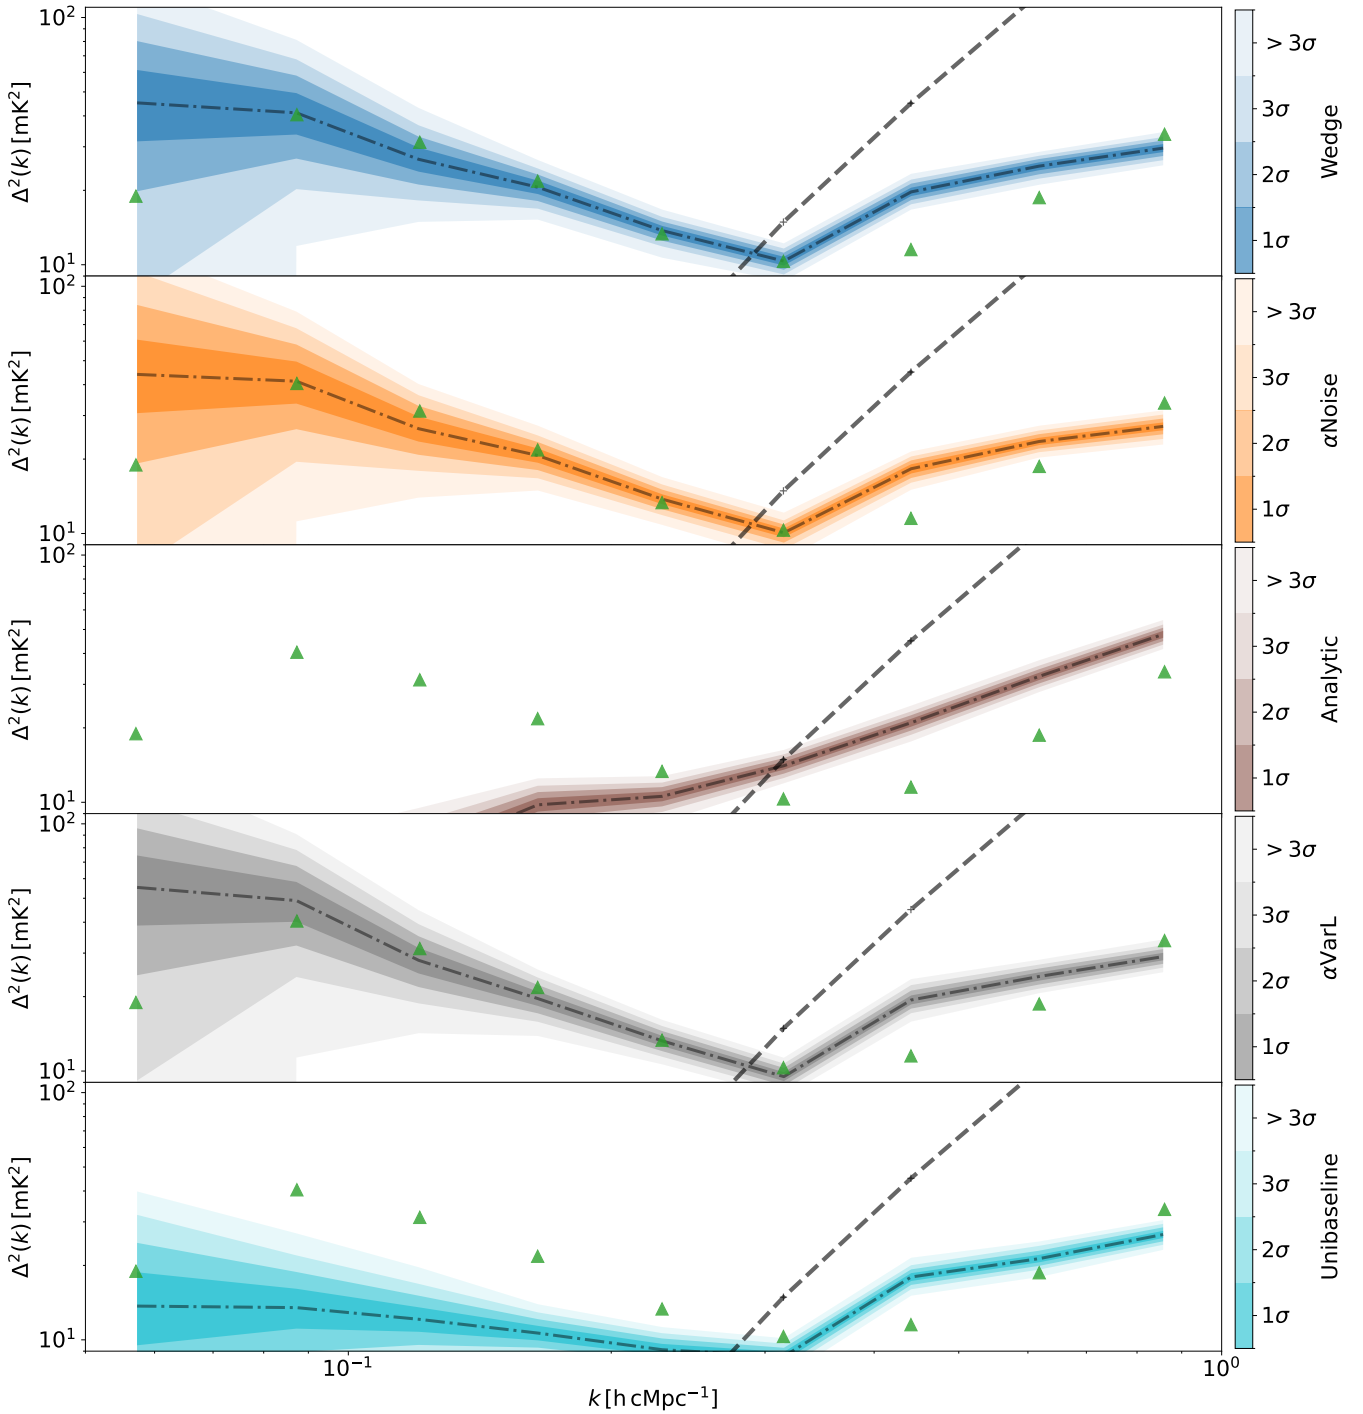 10²
Δ²(k) [mK²]
10¹
> 3σ
3σ
2σ
1σ
Wedge
10²
Δ²(k) [mK²]
10¹
> 3σ
3σ
2σ
1σ
αNoise
10²
Δ²(k) [mK²]
10¹
> 3σ
3σ
2σ
1σ
Analytic
10²
Δ²(k) [mK²]
10¹
> 3σ
3σ
2σ
1σ
αVarL
10²
Δ²(k) [mK²]
10¹
> 3σ
3σ
2σ
1σ
Unibaseline
10⁻¹
10⁰
k [h cMpc⁻¹]